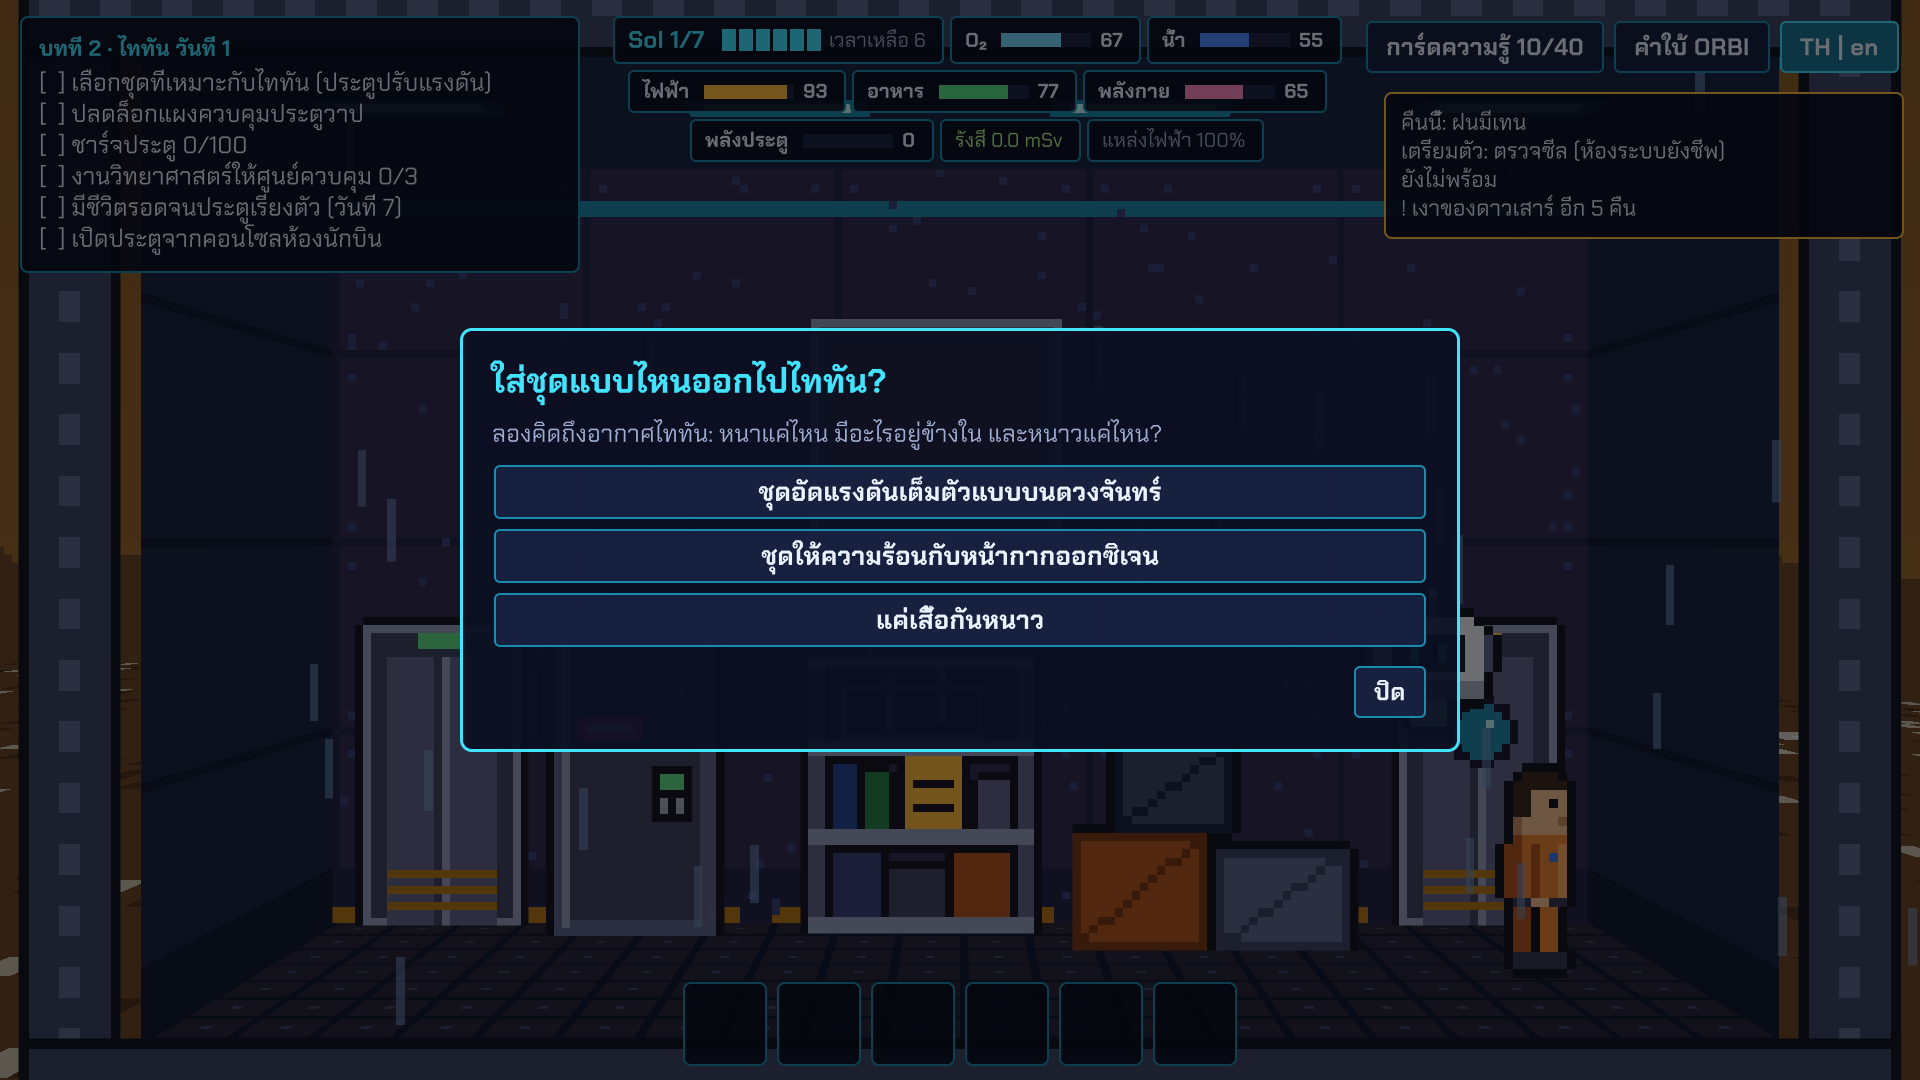 บทที่ 2 · ไททัน วันที่ 1
[ ] เลือกชุดที่เหมาะกับไททัน (ประตูปรับแรงดัน)
[ ] ปลดล็อกแผงควบคุมประตูวาป
[ ] ชาร์จประตู 0/100
[ ] งานวิทยาศาสตร์ให้ศูนย์ควบคุม 0/3
[ ] มีชีวิตรอดจนประตูเรียงตัว (วันที่ 7)
[ ] เปิดประตูจากคอนโซลห้องนักบิน
Sol 1/7 เวลาเหลือ 6
O₂ 67
น้ำ 55
ไฟฟ้า 93
อาหาร 77
พลังกาย 65
พลังประตู 0
รังสี 0.0 mSv
แหล่งไฟฟ้า 100%
การ์ดความรู้ 10/40
คำใบ้ ORBI
TH | en
คืนนี้: ฝนมีเทน
เตรียมตัว: ตรวจซีล (ห้องระบบยังชีพ)
ยังไม่พร้อม
! เงาของดาวเสาร์ อีก 5 คืน
ใส่ชุดแบบไหนออกไปไททัน?
ลองคิดถึงอากาศไททัน: หนาแค่ไหน มีอะไรอยู่ข้างใน และหนาวแค่ไหน?
ชุดอัดแรงดันเต็มตัวแบบบนดวงจันทร์
ชุดให้ความร้อนกับหน้ากากออกซิเจน
แค่เสื้อกันหนาว
ปิด